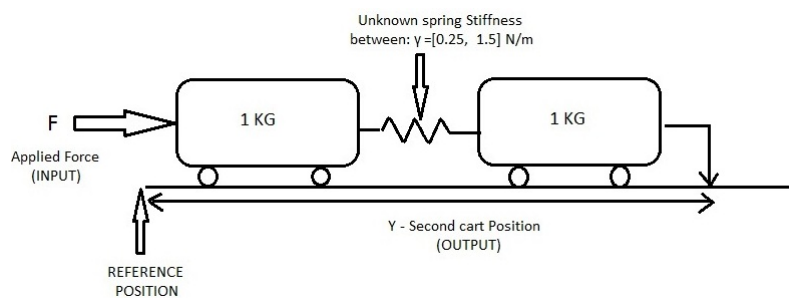 Unknown spring Stiffness
between: γ =[0.25, 1.5] N/m
1 KG
1 KG
F
Applied Force
(INPUT)
Y - Second cart Position
(OUTPUT)
REFERENCE
POSITION